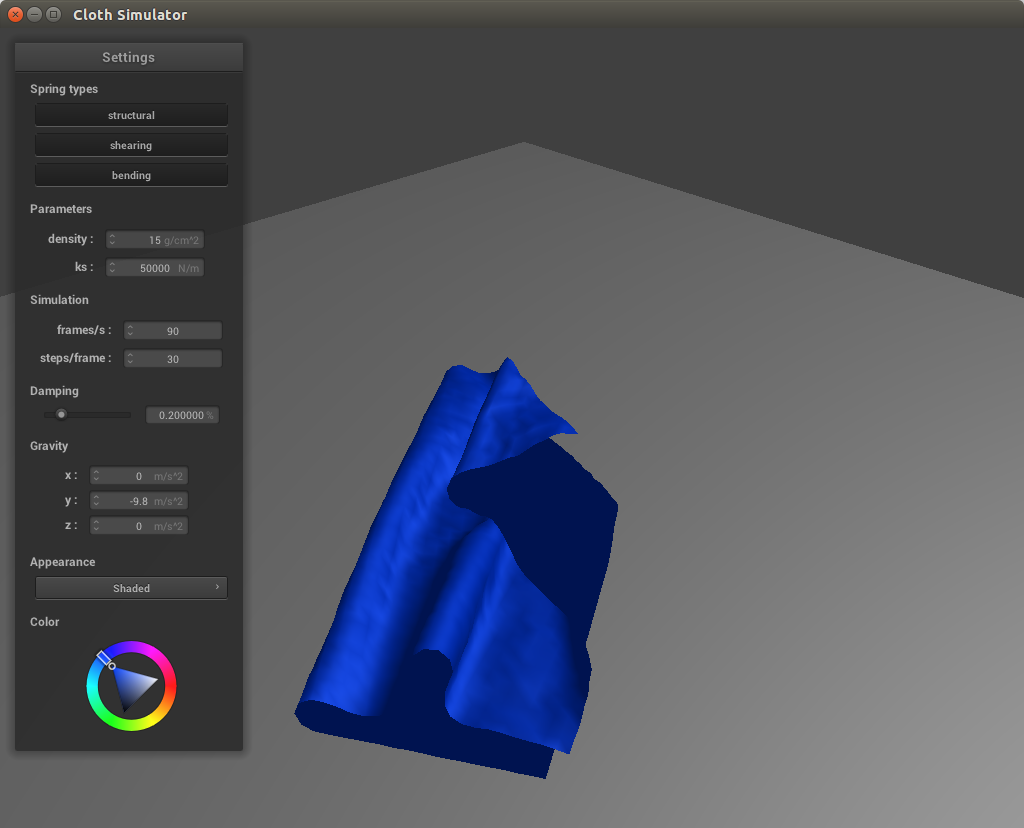 Cloth Simulator
Settings
Spring types
structural
shearing
bending
Parameters
density : 15 g/cm^2
ks : 50000 N/m
Simulation
frames/s : 90
steps/frame : 30
Damping
0.200000 %
Gravity
x : 0 m/s^2
y : -9.8 m/s^2
z : 0 m/s^2
Appearance
Shaded
Color